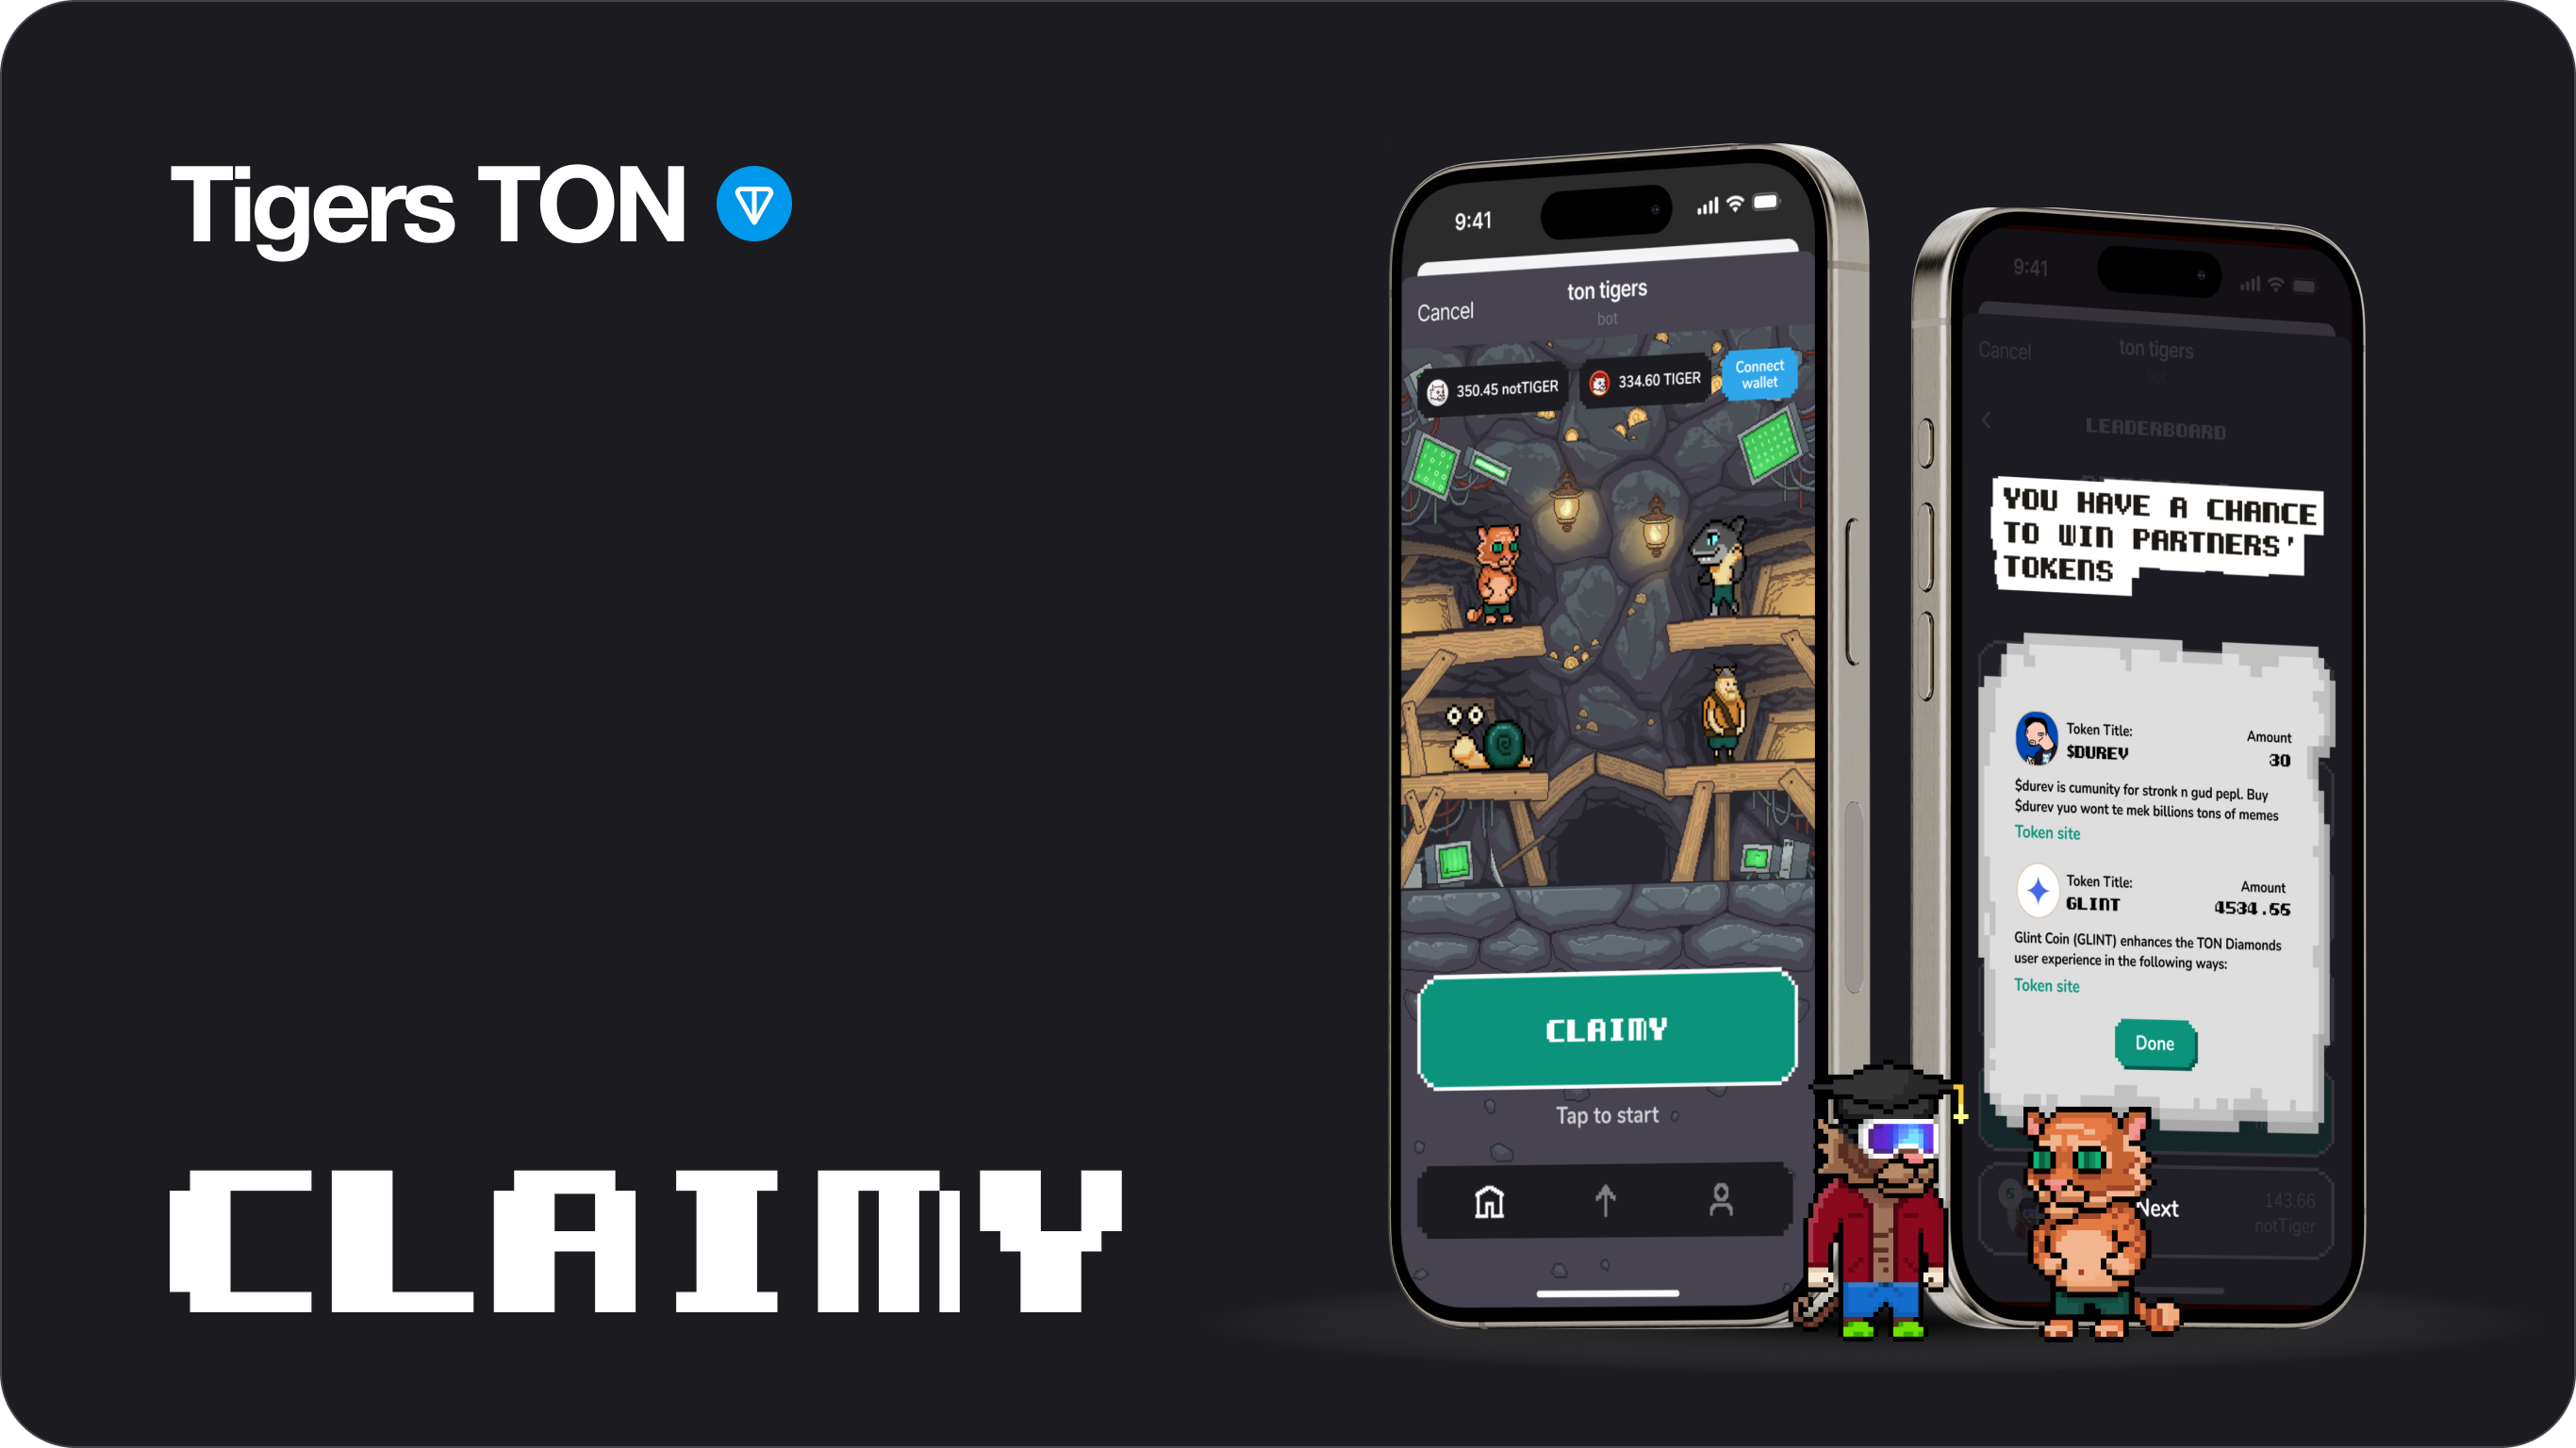 Tigers TON
CLAIMY
9:41
Cancel
ton tigers
bot
350.45 notTIGER
334.60 TIGER
Connect
wallet
CLAIMY
Tap to start
9:41
Cancel
ton tigers
bot
LEADERBOARD
YOU HAVE A CHANCE
TO WIN PARTNERS'
TOKENS
Token Title:
$DUREV
Amount
30
$durev is cumunity for stronk n gud pepl. Buy
$durev yuo wont te mek billions tons of memes
Token site
Token Title:
GLINT
Amount
4534.66
Glint Coin (GLINT) enhances the TON Diamonds
user experience in the following ways:
Token site
Done
Next
143.66
notTiger